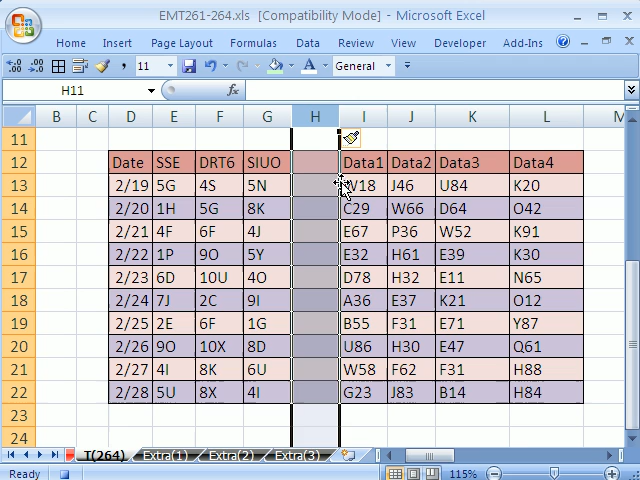 EMT261-264.xls [Compatibility Mode] - Microsoft Excel
Home Insert Page Layout Formulas Data Review View Developer Add-Ins
11 General
H11 fx
B C D E F G H I J K L M
11
12 Date SSE DRT6 SIUO Data1 Data2 Data3 Data4
13 2/19 5G 4S 5N W18 J46 U84 K20
14 2/20 1H 5G 8K C29 W66 D64 O42
15 2/21 4F 6F 4J E67 P36 W52 K91
16 2/22 1P 9O 5Y E32 H61 E39 K30
17 2/23 6D 10U 4O D78 H32 E11 N65
18 2/24 7J 2C 9I A36 E37 K21 O12
19 2/25 2E 6F 1G B55 F31 E71 Y87
20 2/26 9O 10X 8D U86 H30 E47 Q61
21 2/27 4I 8K 6U W58 F62 F31 H88
22 2/28 5U 8X 4I G23 J83 B14 H84
23
24
T(264) Extra(1) Extra(2) Extra(3)
Ready 115%